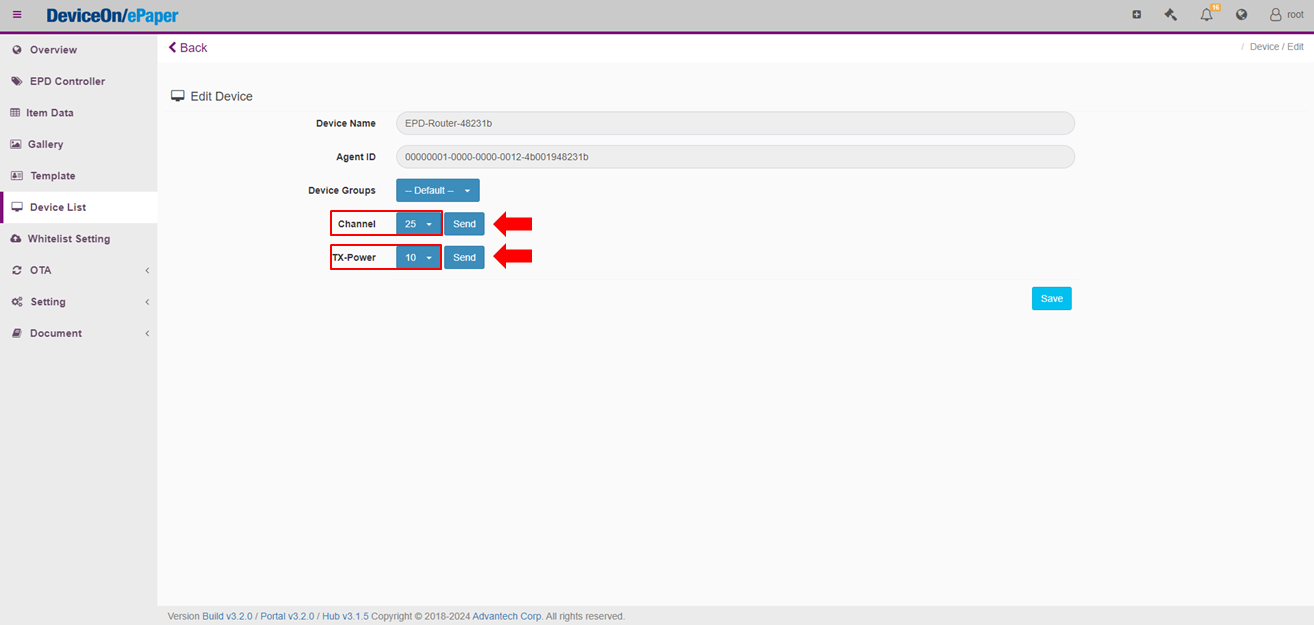 DeviceOn/ePaper
16
root
Overview
EPD Controller
Item Data
Gallery
Template
Device List
Whitelist Setting
OTA
Setting
Document
Back
/ Device / Edit
Edit Device
Device Name EPD-Router-48231b
Agent ID 00000001-0000-0000-0012-4b001948231b
Device Groups -- Default --
Channel 25 Send
TX-Power 10 Send
Save
Version Build v3.2.0 / Portal v3.2.0 / Hub v3.1.5 Copyright © 2018-2024 Advantech Corp. All rights reserved.